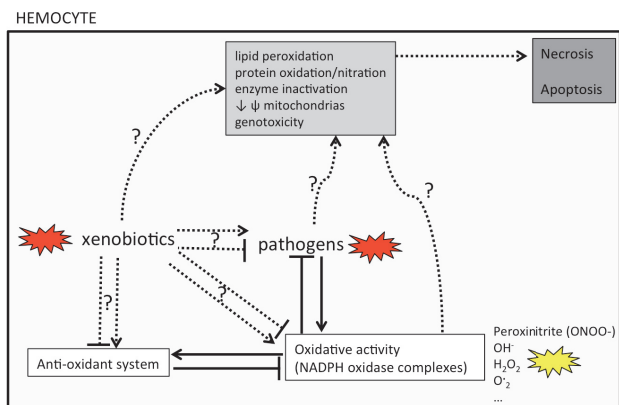 HEMOCYTE
lipid peroxidation
protein oxidation/nitration
enzyme inactivation
↓ ψ mitochondrias
genotoxicity
Necrosis
Apoptosis
?
?
?
xenobiotics
?
pathogens
?
?
Anti-oxidant system
Oxidative activity
(NADPH oxidase complexes)
Peroxinitrite (ONOO-)
OH-
H₂O₂
O·₂
...